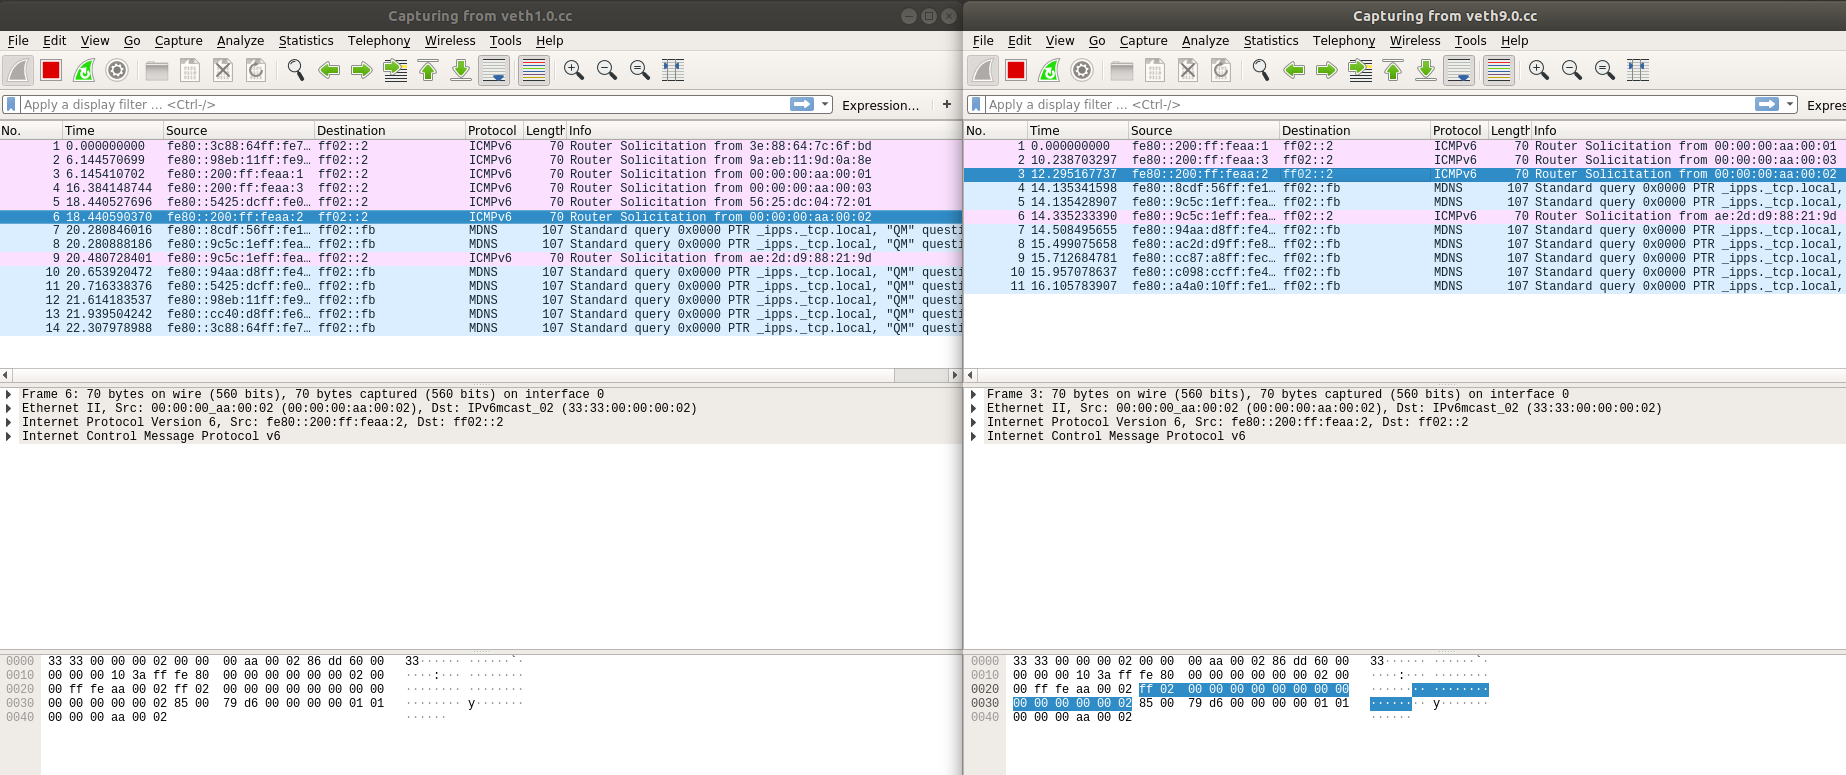 Capturing from veth1.0.cc
File Edit View Go Capture Analyze Statistics Telephony Wireless Tools Help
Apply a display filter ... <Ctrl-/> Expression... +
No. Time Source Destination Protocol Length Info
1 0.000000000 fe80::3c88:64ff:fe7... ff02::2 ICMPv6 70 Router Solicitation from 3e:88:64:7c:6f:bd
2 6.144570699 fe80::98eb:11ff:fe9... ff02::2 ICMPv6 70 Router Solicitation from 9a:eb:11:9d:0a:8e
3 6.145410702 fe80::200:ff:feaa:1 ff02::2 ICMPv6 70 Router Solicitation from 00:00:00:aa:00:01
4 16.384148744 fe80::200:ff:feaa:3 ff02::2 ICMPv6 70 Router Solicitation from 00:00:00:aa:00:03
5 18.440527696 fe80::5425:dcff:fe0... ff02::2 ICMPv6 70 Router Solicitation from 56:25:dc:04:72:01
6 18.440590370 fe80::200:ff:feaa:2 ff02::2 ICMPv6 70 Router Solicitation from 00:00:00:aa:00:02
7 20.280846016 fe80::8cdf:56ff:fe1... ff02::fb MDNS 107 Standard query 0x0000 PTR _ipps._tcp.local, "QM" questi
8 20.280888186 fe80::9c5c:1eff:fea... ff02::fb MDNS 107 Standard query 0x0000 PTR _ipps._tcp.local, "QM" questi
9 20.480728401 fe80::9c5c:1eff:fea... ff02::2 ICMPv6 70 Router Solicitation from ae:2d:d9:88:21:9d
10 20.653920472 fe80::94aa:d8ff:fe4... ff02::fb MDNS 107 Standard query 0x0000 PTR _ipps._tcp.local, "QM" questi
11 20.716338376 fe80::5425:dcff:fe0... ff02::fb MDNS 107 Standard query 0x0000 PTR _ipps._tcp.local, "QM" questi
12 21.614183537 fe80::98eb:11ff:fe9... ff02::fb MDNS 107 Standard query 0x0000 PTR _ipps._tcp.local, "QM" questi
13 21.939504242 fe80::cc40:d8ff:fe6... ff02::fb MDNS 107 Standard query 0x0000 PTR _ipps._tcp.local, "QM" questi
14 22.307978988 fe80::3c88:64ff:fe7... ff02::fb MDNS 107 Standard query 0x0000 PTR _ipps._tcp.local, "QM" questi
Frame 6: 70 bytes on wire (560 bits), 70 bytes captured (560 bits) on interface 0
Ethernet II, Src: 00:00:00_aa:00:02 (00:00:00:aa:00:02), Dst: IPv6mcast_02 (33:33:00:00:00:02)
Internet Protocol Version 6, Src: fe80::200:ff:feaa:2, Dst: ff02::2
Internet Control Message Protocol v6
0000 33 33 00 00 00 02 00 00 00 aa 00 02 86 dd 60 00 33······ ······`·
0010 00 00 00 10 3a ff fe 80 00 00 00 00 00 00 02 00 ····:··· ········
0020 00 ff fe aa 00 02 ff 02 00 00 00 00 00 00 00 00 ········ ········
0030 00 00 00 00 00 02 85 00 79 d6 00 00 00 00 01 01 ········ y·······
0040 00 00 00 aa 00 02 ······
Capturing from veth9.0.cc
File Edit View Go Capture Analyze Statistics Telephony Wireless Tools Help
Apply a display filter ... <Ctrl-/> Expres
No. Time Source Destination Protocol Length Info
1 0.000000000 fe80::200:ff:feaa:1 ff02::2 ICMPv6 70 Router Solicitation from 00:00:00:aa:00:01
2 10.238703297 fe80::200:ff:feaa:3 ff02::2 ICMPv6 70 Router Solicitation from 00:00:00:aa:00:03
3 12.295167737 fe80::200:ff:feaa:2 ff02::2 ICMPv6 70 Router Solicitation from 00:00:00:aa:00:02
4 14.135341598 fe80::8cdf:56ff:fe1... ff02::fb MDNS 107 Standard query 0x0000 PTR _ipps._tcp.local,
5 14.135428907 fe80::9c5c:1eff:fea... ff02::fb MDNS 107 Standard query 0x0000 PTR _ipps._tcp.local,
6 14.335233390 fe80::9c5c:1eff:fea... ff02::2 ICMPv6 70 Router Solicitation from ae:2d:d9:88:21:9d
7 14.508495655 fe80::94aa:d8ff:fe4... ff02::fb MDNS 107 Standard query 0x0000 PTR _ipps._tcp.local,
8 15.499075658 fe80::ac2d:d9ff:fe8... ff02::fb MDNS 107 Standard query 0x0000 PTR _ipps._tcp.local,
9 15.712684781 fe80::cc87:a8ff:fec... ff02::fb MDNS 107 Standard query 0x0000 PTR _ipps._tcp.local,
10 15.957078637 fe80::c098:ccff:fe4... ff02::fb MDNS 107 Standard query 0x0000 PTR _ipps._tcp.local,
11 16.105783907 fe80::a4a0:10ff:fe1... ff02::fb MDNS 107 Standard query 0x0000 PTR _ipps._tcp.local,
Frame 3: 70 bytes on wire (560 bits), 70 bytes captured (560 bits) on interface 0
Ethernet II, Src: 00:00:00_aa:00:02 (00:00:00:aa:00:02), Dst: IPv6mcast_02 (33:33:00:00:00:02)
Internet Protocol Version 6, Src: fe80::200:ff:feaa:2, Dst: ff02::2
Internet Control Message Protocol v6
0000 33 33 00 00 00 02 00 00 00 aa 00 02 86 dd 60 00 33······ ······`·
0010 00 00 00 10 3a ff fe 80 00 00 00 00 00 00 02 00 ····:··· ········
0020 00 ff fe aa 00 02 ff 02 00 00 00 00 00 00 00 00 ········ ········
0030 00 00 00 00 00 02 85 00 79 d6 00 00 00 00 01 01 ········ y·······
0040 00 00 00 aa 00 02 ······